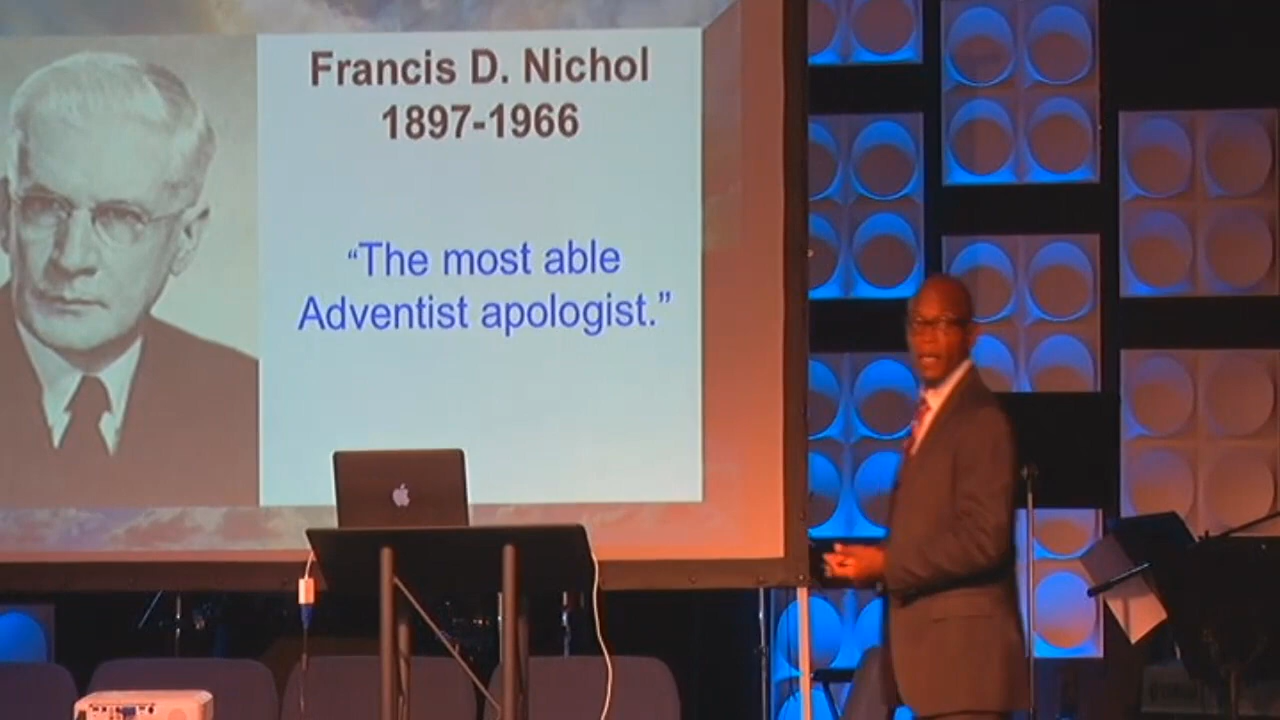 Francis D. Nichol
1897-1966
“The most able
Adventist apologist.”